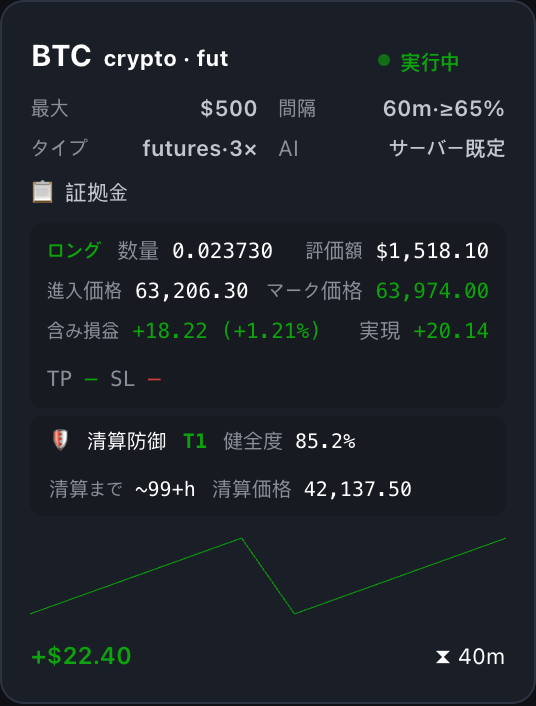 BTC crypto · fut ● 実行中
最大 $500 間隔 60m·≥65%
タイプ futures·3× AI サーバー既定
📋 証拠金
ロング 数量 0.023730 評価額 $1,518.10
進入価格 63,206.30 マーク価格 63,974.00
含み損益 +18.22 (+1.21%) 実現 +20.14
TP — SL —
清算防御 T1 健全度 85.2%
清算まで ~99+h 清算価格 42,137.50
+$22.40 ⧗ 40m